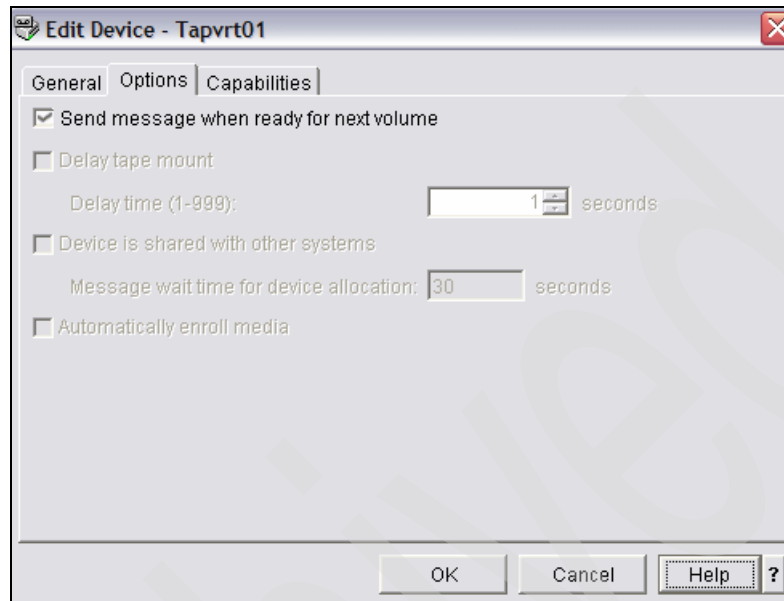 Edit Device - Tapvrt01
General Options Capabilities
Send message when ready for next volume
Delay tape mount
Delay time (1-999): 1 seconds
Device is shared with other systems
Message wait time for device allocation: 30 seconds
Automatically enroll media
OK Cancel Help ?